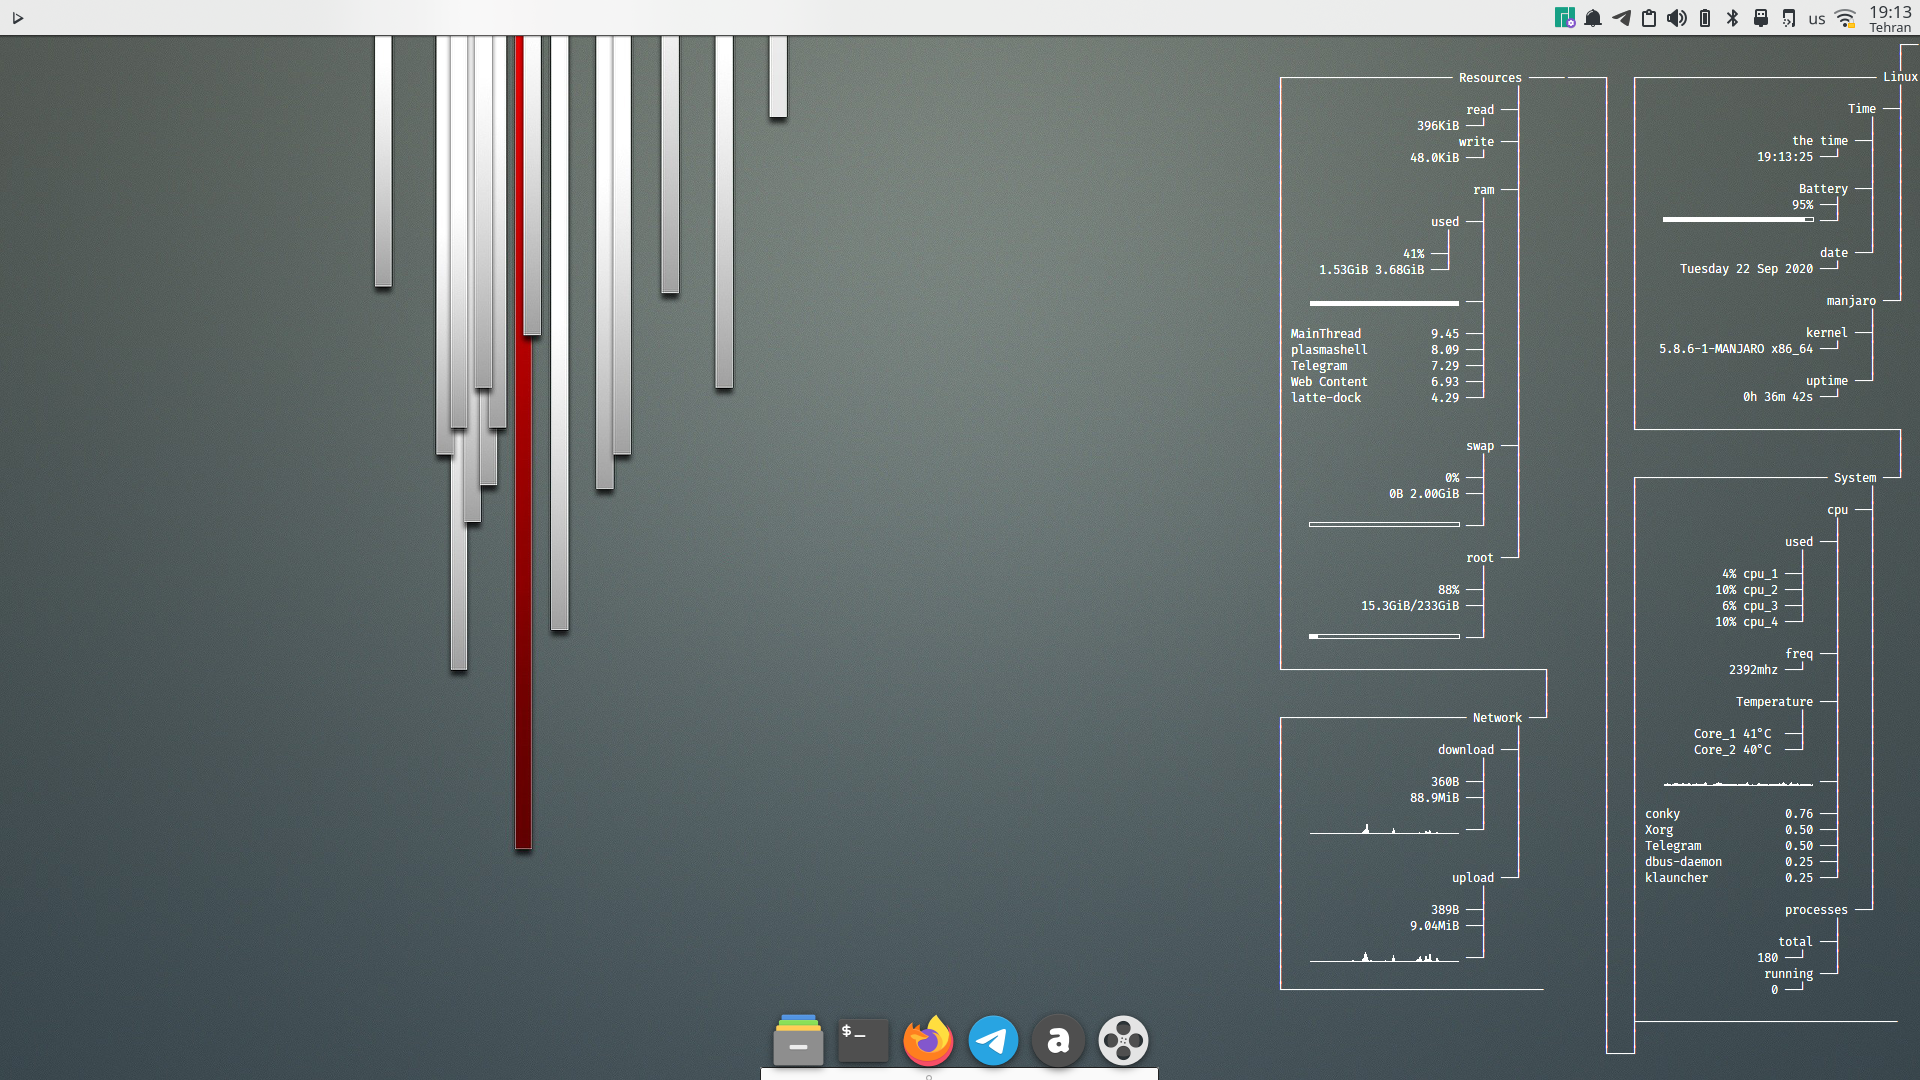 us
19:13
Tehran
Resources
read
396KiB
write
48.0KiB
ram
used
41%
1.53GiB 3.68GiB
MainThread 9.45
plasmashell 8.09
Telegram 7.29
Web Content 6.93
latte-dock 4.29
swap
0%
0B 2.00GiB
root
88%
15.3GiB/233GiB
Network
download
360B
88.9MiB
upload
389B
9.04MiB
Linux
Time
the time
19:13:25
Battery
95%
date
Tuesday 22 Sep 2020
manjaro
kernel
5.8.6-1-MANJARO x86_64
uptime
0h 36m 42s
System
cpu
used
4% cpu_1
10% cpu_2
6% cpu_3
10% cpu_4
freq
2392mhz
Temperature
Core_1 41°C
Core_2 40°C
conky 0.76
Xorg 0.50
Telegram 0.50
dbus-daemon 0.25
klauncher 0.25
processes
total
180
running
0
$_
a